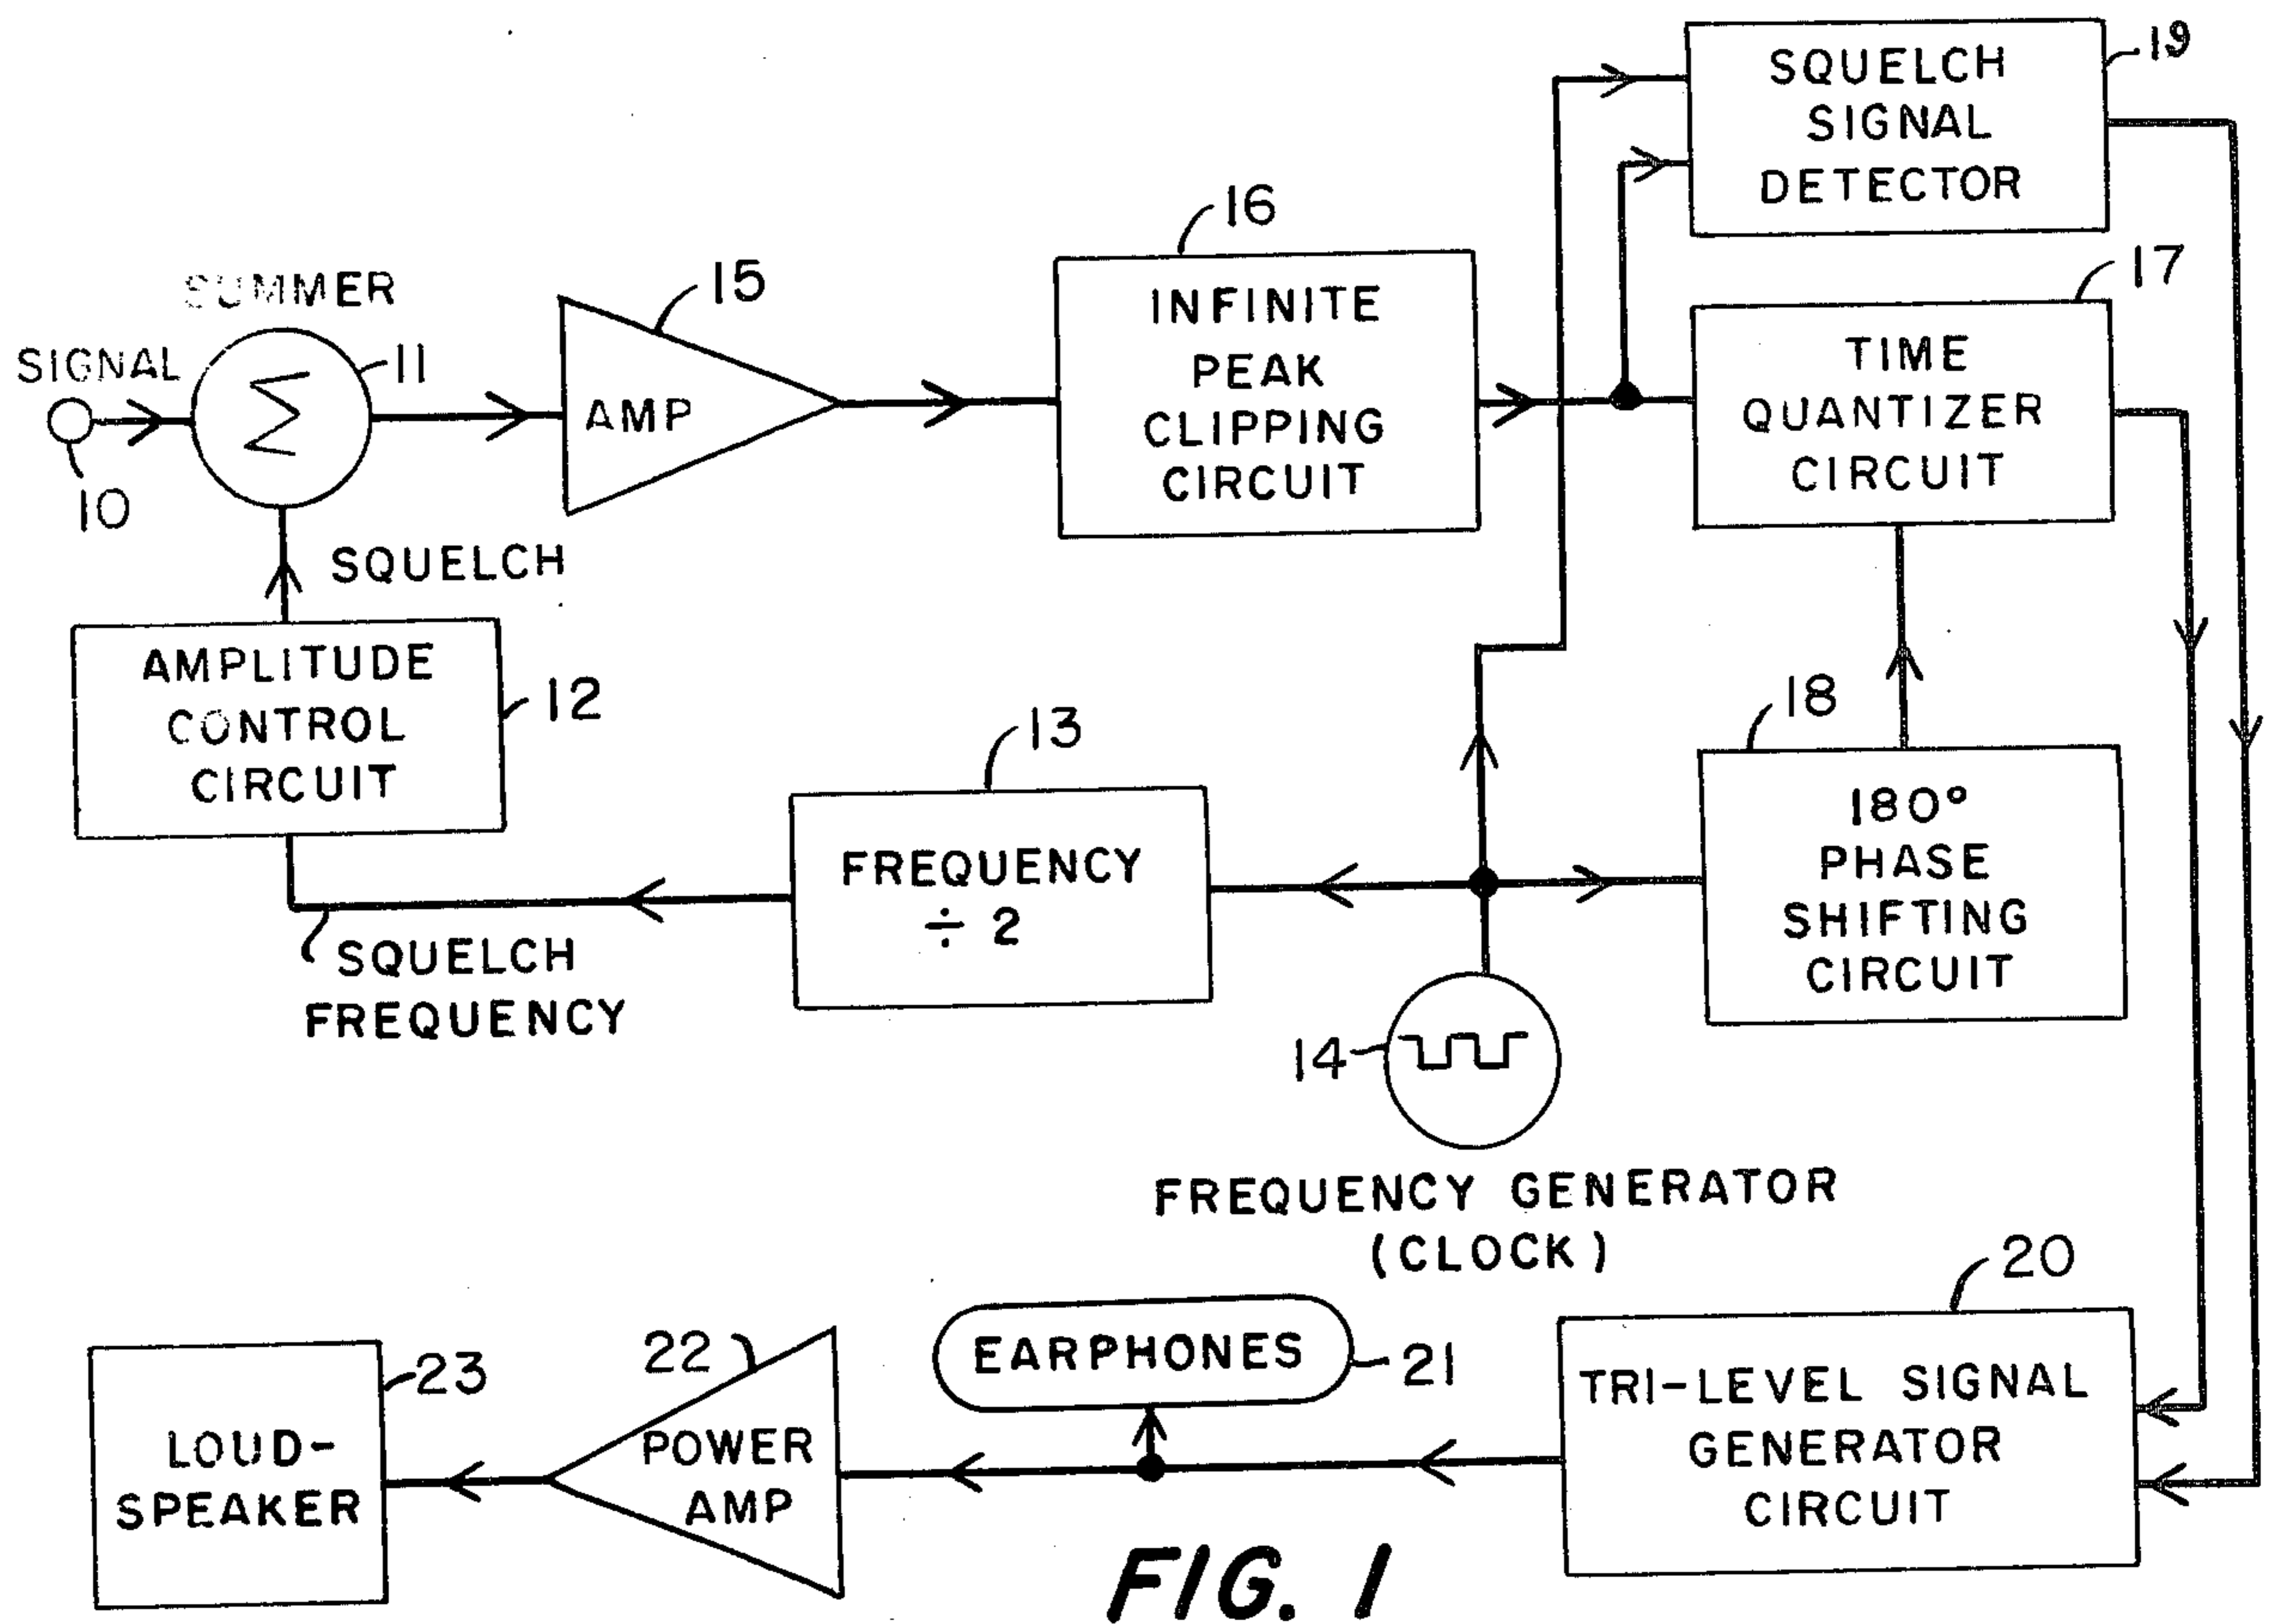 SQUELCH
SIGNAL
DETECTOR
19
16
15
17
SUMMER
SIGNAL
11
Σ
10
AMP
INFINITE
PEAK
CLIPPING
CIRCUIT
TIME
QUANTIZER
CIRCUIT
SQUELCH
AMPLITUDE
CONTROL
CIRCUIT
12
13
18
FREQUENCY
÷ 2
180°
PHASE
SHIFTING
CIRCUIT
SQUELCH
FREQUENCY
14
FREQUENCY GENERATOR
(CLOCK)
20
22
EARPHONES
21
23
LOUD-
SPEAKER
POWER
AMP
TRI-LEVEL SIGNAL
GENERATOR
CIRCUIT
FIG. 1